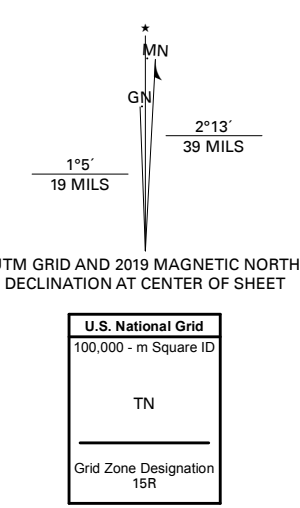 ★
MN
GN
2°13´
39 MILS
1°5´
19 MILS
UTM GRID AND 2019 MAGNETIC NORTH
DECLINATION AT CENTER OF SHEET
U.S. National Grid
100,000 - m Square ID
TN
Grid Zone Designation
15R